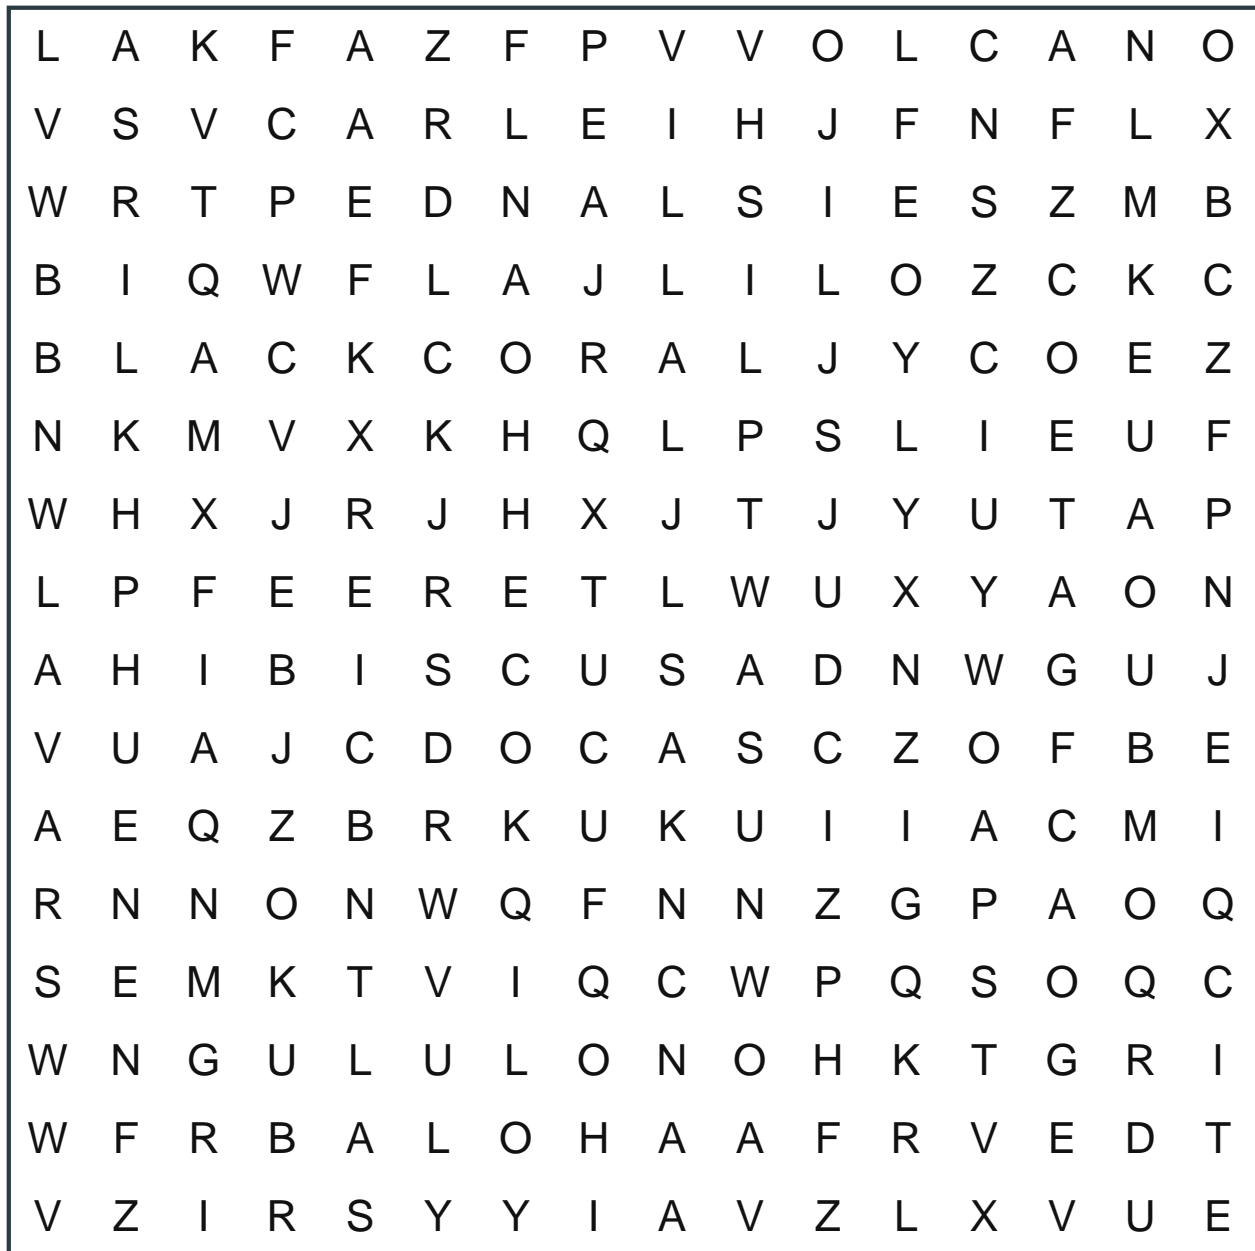 L A K F A Z F P V V O L C A N O
V S V C A R L E I H J F N F L X
W R T P E D N A L S I E S Z M B
B I Q W F L A J L I L O Z C K C
B L A C K C O R A L J Y C O E Z
N K M V X K H Q L P S L I E U F
W H X J R J H X J T J Y U T A P
L P F E E R E T L W U X Y A O N
A H I B I S C U S A D N W G U J
V U A J C D O C A S C Z O F B E
A E Q Z B R K U K U I I A C M I
R N N O N W Q F N N Z G P A O Q
S E M K T V I Q C W P Q S O Q C
W N G U L U L O N O H K T G R I
W F R B A L O H A A F R V E D T
V Z I R S Y Y I A V Z L X V U E